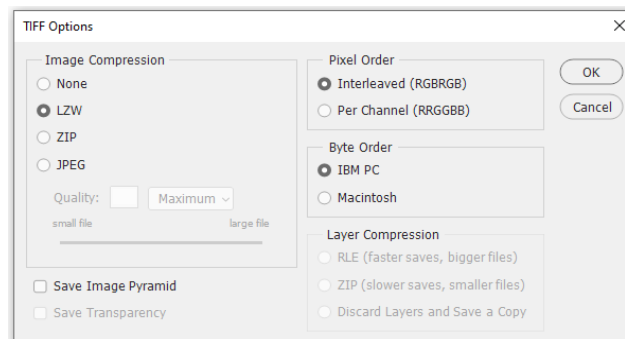 TIFF Options
Image Compression
None
LZW
ZIP
JPEG
Quality: Maximum
small file large file
Save Image Pyramid
Save Transparency
Pixel Order
Interleaved (RGBRGB)
Per Channel (RRGGBB)
Byte Order
IBM PC
Macintosh
Layer Compression
RLE (faster saves, bigger files)
ZIP (slower saves, smaller files)
Discard Layers and Save a Copy
OK
Cancel